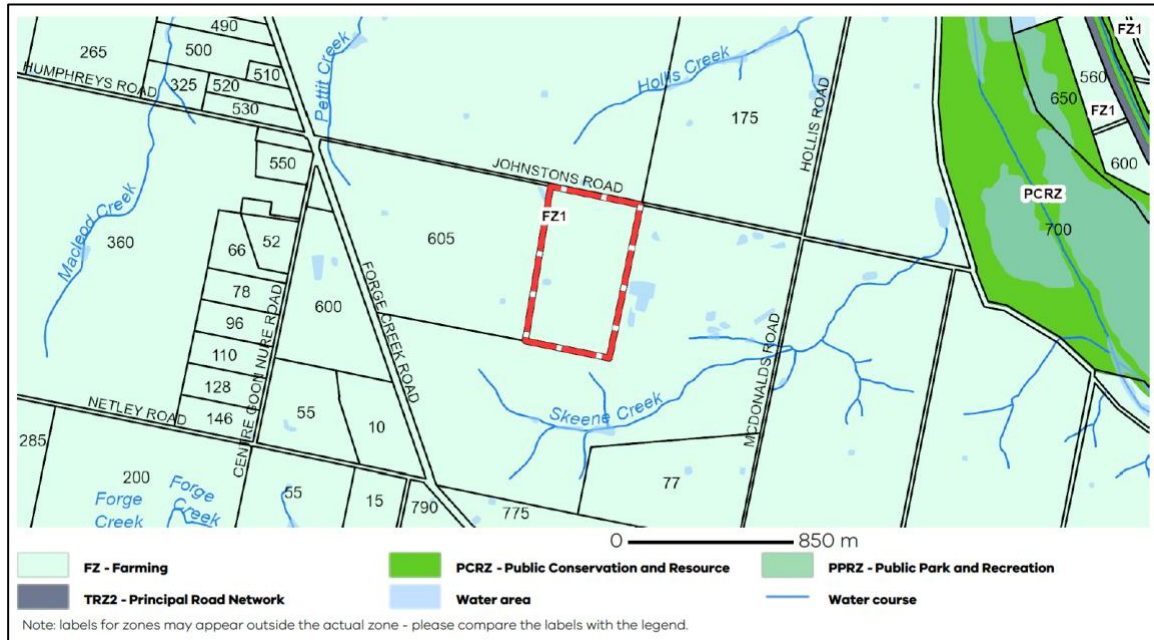 490
FZ1
265
500
Pettit Creek
HUMPHREYS ROAD
510
325
520
530
Hollis Creek
175
HOLLIS ROAD
560
650
FZ1
600
550
JOHNSTONS ROAD
PCRZ
700
Macleod Creek
360
52
66
605
FZ1
78
600
96
FORGE CREEK ROAD
110
128
146
CENTRE GOON NURE ROAD
NETLEY ROAD
55
10
Skeene Creek
MCDONALDS ROAD
285
200
Forge Creek
Forge Creek
55
15
790
775
77
0 850 m
FZ - Farming
PCRZ - Public Conservation and Resource
PPRZ - Public Park and Recreation
TRZ2 - Principal Road Network
Water area
Water course
Note: labels for zones may appear outside the actual zone - please compare the labels with the legend.